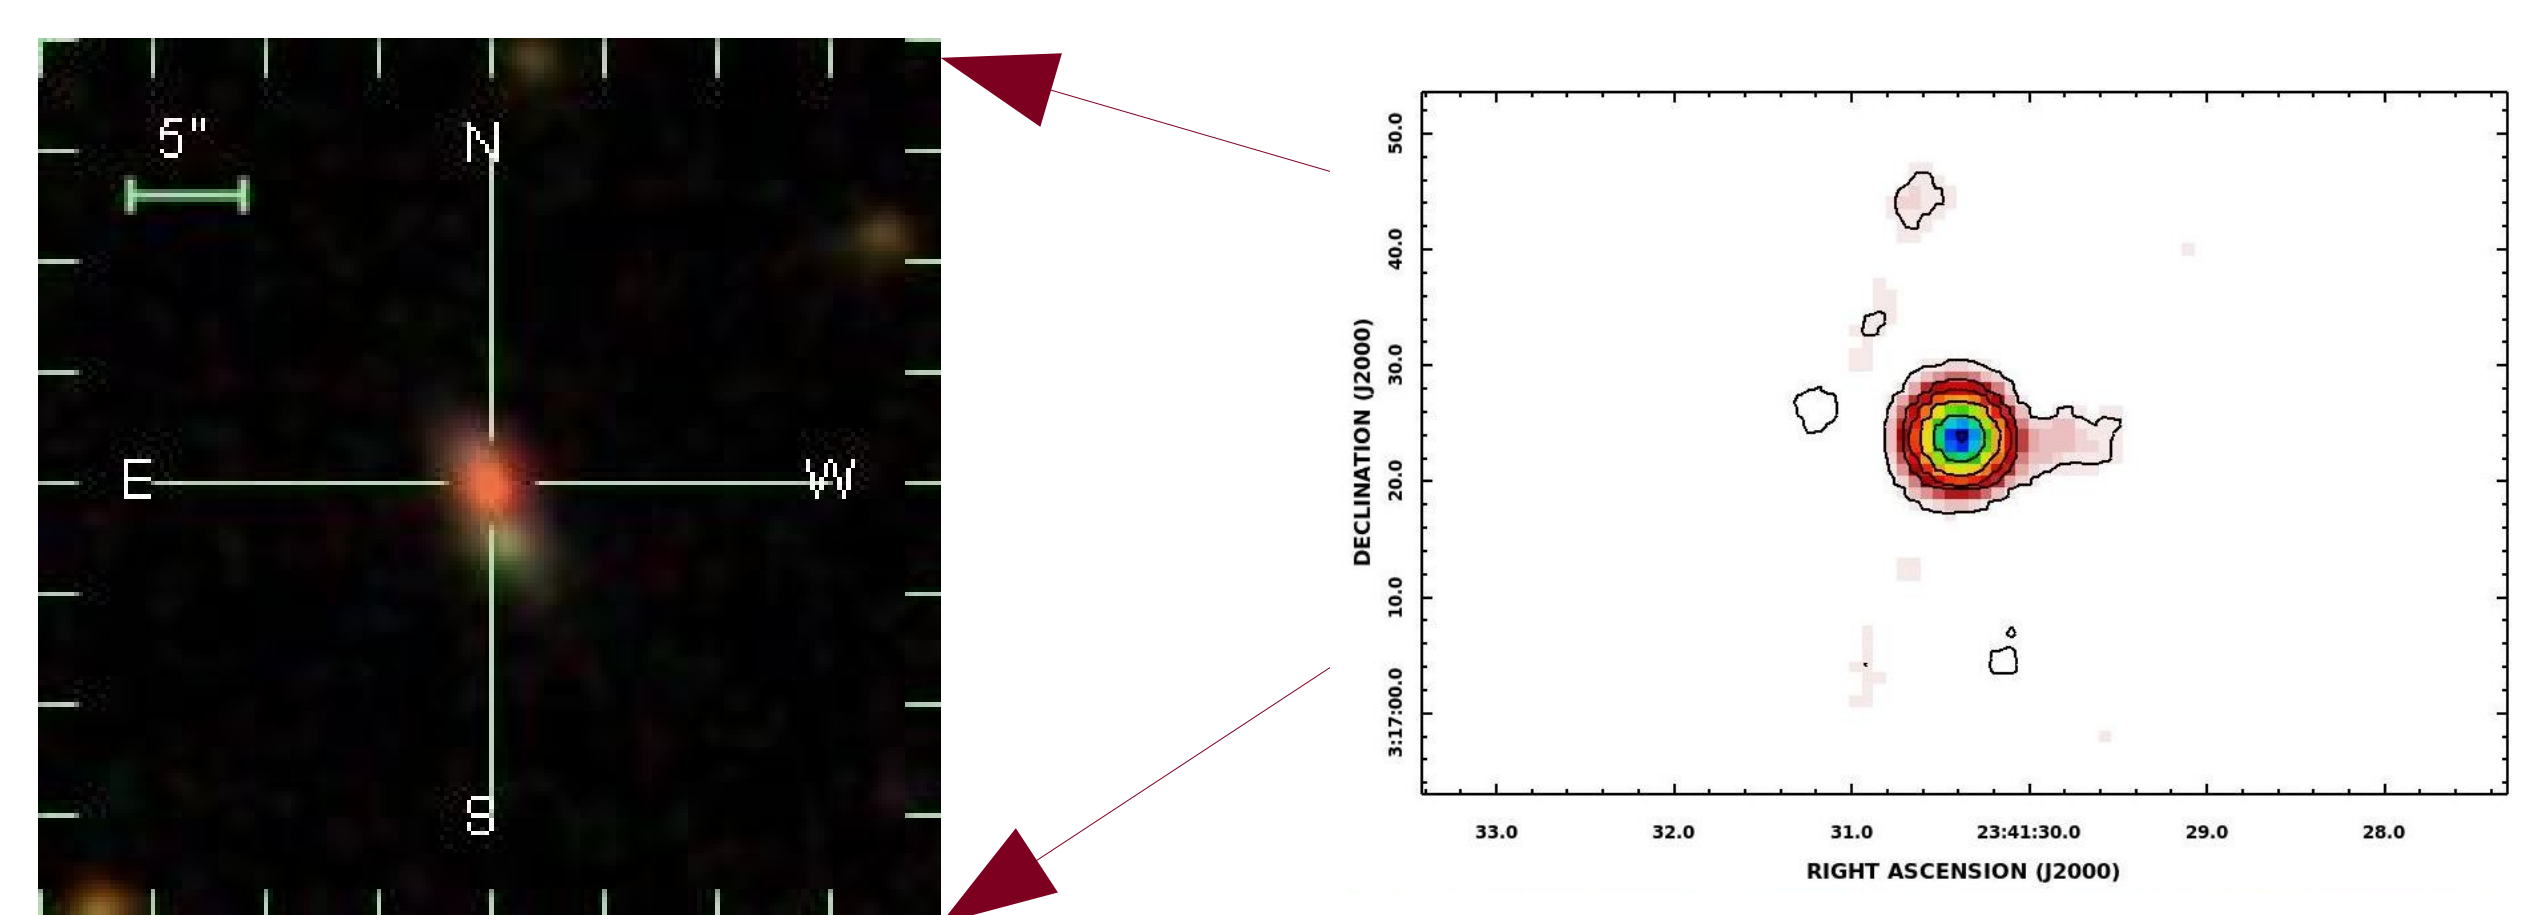 5"
N
E
W
S
50.0
40.0
30.0
20.0
10.0
3:17:00.0
DECLINATION (J2000)
33.0 32.0 31.0 23:41:30.0 29.0 28.0
RIGHT ASCENSION (J2000)